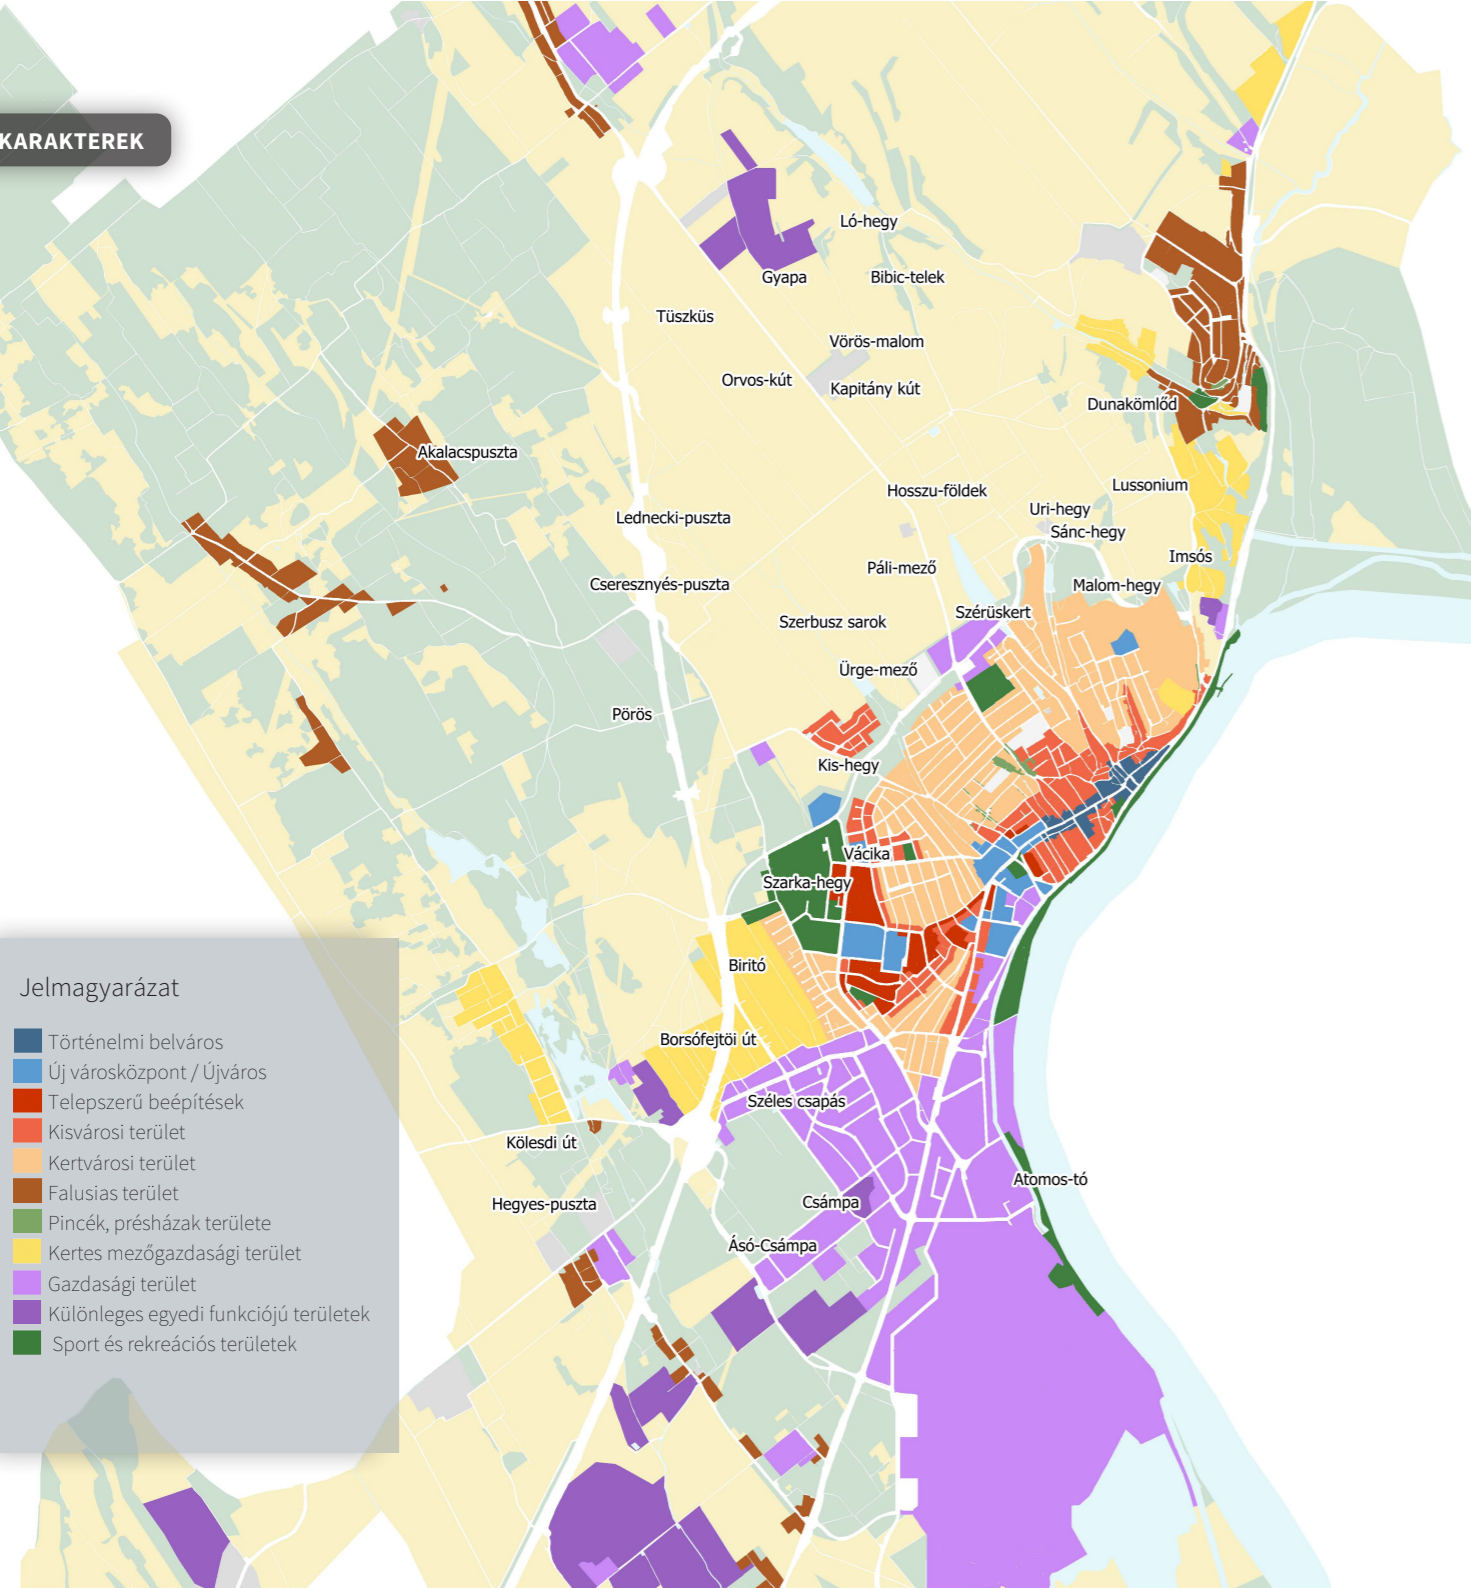 KARAKTEREK
Ló-hegy
Gyapa
Bibic-telek
Tüszküs
Vörös-malom
Orvos-kút
Kapitány kút
Dunakömlőd
Akalacspuszta
Lussonium
Hosszu-földek
Uri-hegy
Lednecki-puszta
Sánc-hegy
Imsós
Páli-mező
Cseresznyés-puszta
Malom-hegy
Szérüskert
Szerbusz sarok
Ürge-mező
Pörös
Kis-hegy
Vácika
Szarka-hegy
Biritó
Borsófejtöi út
Széles csapás
Kölesdi út
Atomos-tó
Hegyes-puszta
Csámpa
Ásó-Csámpa
Jelmagyarázat
Történelmi belváros
Új városközpont / Újváros
Telepszerű beépítések
Kisvárosi terület
Kertvárosi terület
Falusias terület
Pincék, présházak területe
Kertes mezőgazdasági terület
Gazdasági terület
Különleges egyedi funkciójú területek
Sport és rekreációs területek